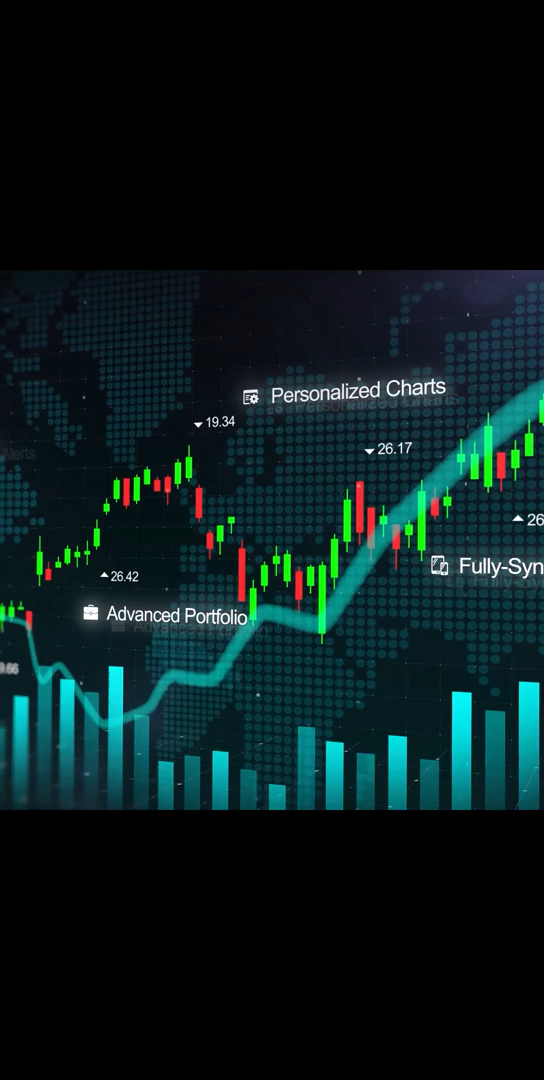 Personalized Charts
▼19.34
▼26.17
▲26
▲26.42
Fully-Syn
Advanced Portfolio